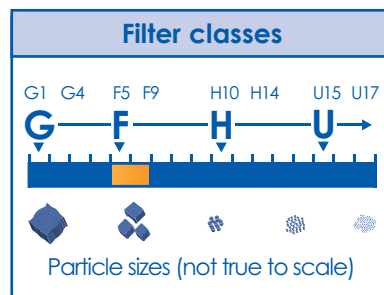 Filter classes
G1 G4 F5 F9 H10 H14 U15 U17
G F H U
Particle sizes (not true to scale)